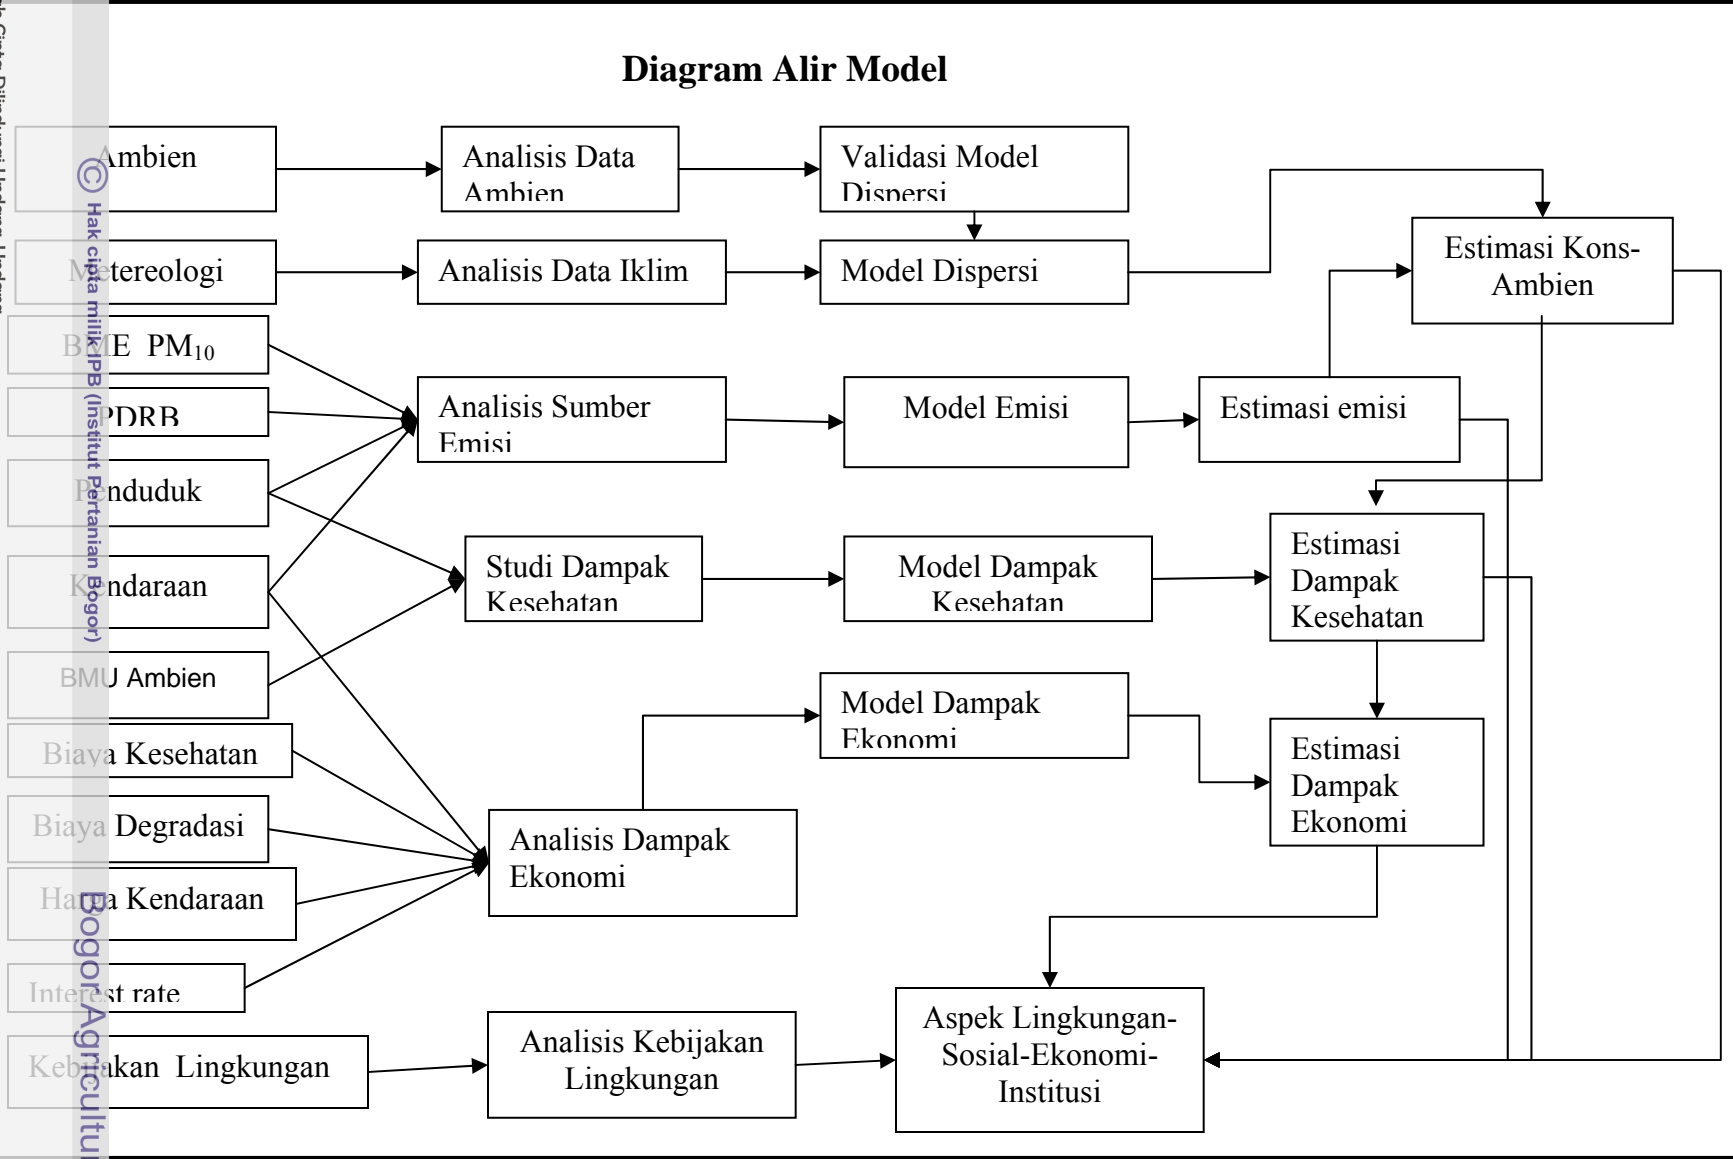 Diagram Alir Model
Ambien
Analisis Data
Ambien
Validasi Model
Dispersi
Metereologi
Analisis Data Iklim
Model Dispersi
Estimasi Kons-
Ambien
BME PM10
PDRB
Analisis Sumber
Emisi
Model Emisi
Estimasi emisi
Penduduk
Kendaraan
Studi Dampak
Kesehatan
Model Dampak
Kesehatan
Estimasi
Dampak
Kesehatan
BMU Ambien
Biaya Kesehatan
Model Dampak
Ekonomi
Estimasi
Dampak
Ekonomi
Biaya Degradasi
Analisis Dampak
Ekonomi
Harga Kendaraan
Interest rate
Kebijakan Lingkungan
Analisis Kebijakan
Lingkungan
Aspek Lingkungan-
Sosial-Ekonomi-
Institusi
© Hak cipta milik IPB (Institut Pertanian Bogor)
Bogor Agricultu